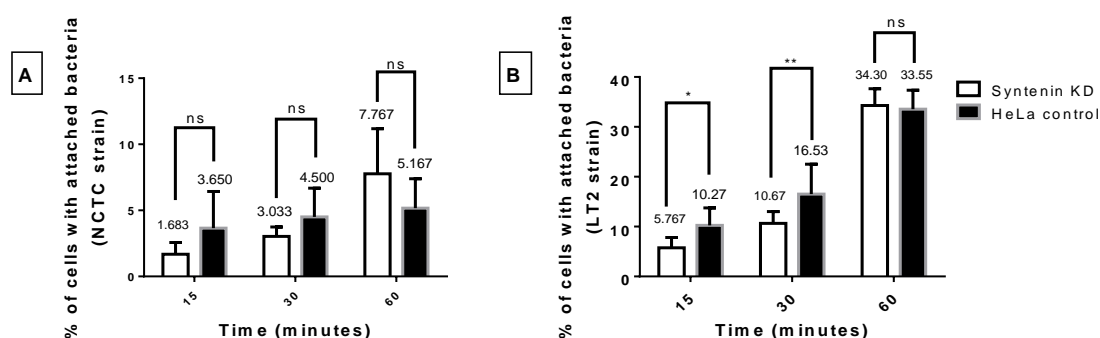 A
% of cells with attached bacteria
(NCTC strain)
15
10
5
0
ns
ns
ns
1.683
3.650
3.033
4.500
7.767
5.167
15
30
60
Time (minutes)
B
% of cells with attached bacteria
(LT2 strain)
40
30
20
10
0
*
**
ns
5.767
10.27
10.67
16.53
34.30
33.55
15
30
60
Time (minutes)
Syntenin KD
HeLa control